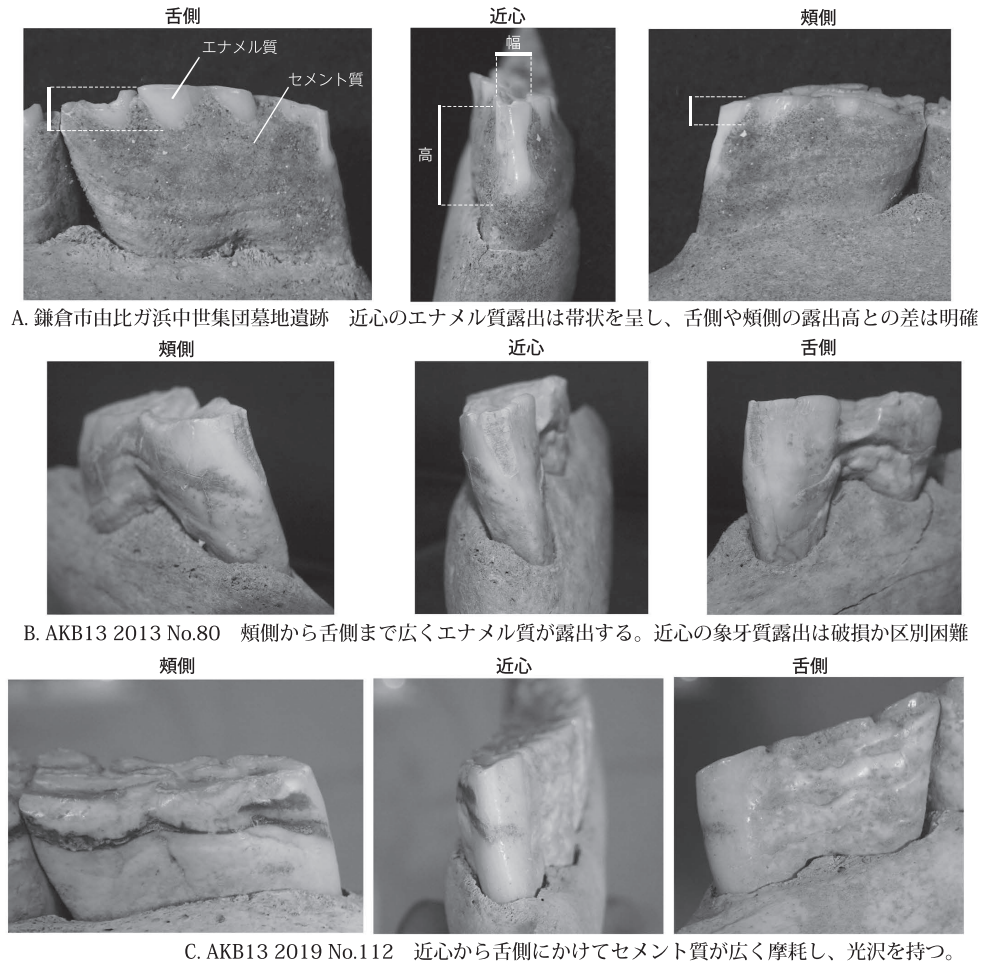 舌側
近心
頰側
幅
エナメル質
セメント質
高
A. 鎌倉市由比ガ浜中世集団墓地遺跡　近心のエナメル質露出は帯状を呈し、舌側や頰側の露出高との差は明確
頰側
近心
舌側
B. AKB13 2013 No.80　頰側から舌側まで広くエナメル質が露出する。近心の象牙質露出は破損か区別困難
頰側
近心
舌側
C. AKB13 2019 No.112　近心から舌側にかけてセメント質が広く摩耗し、光沢を持つ。